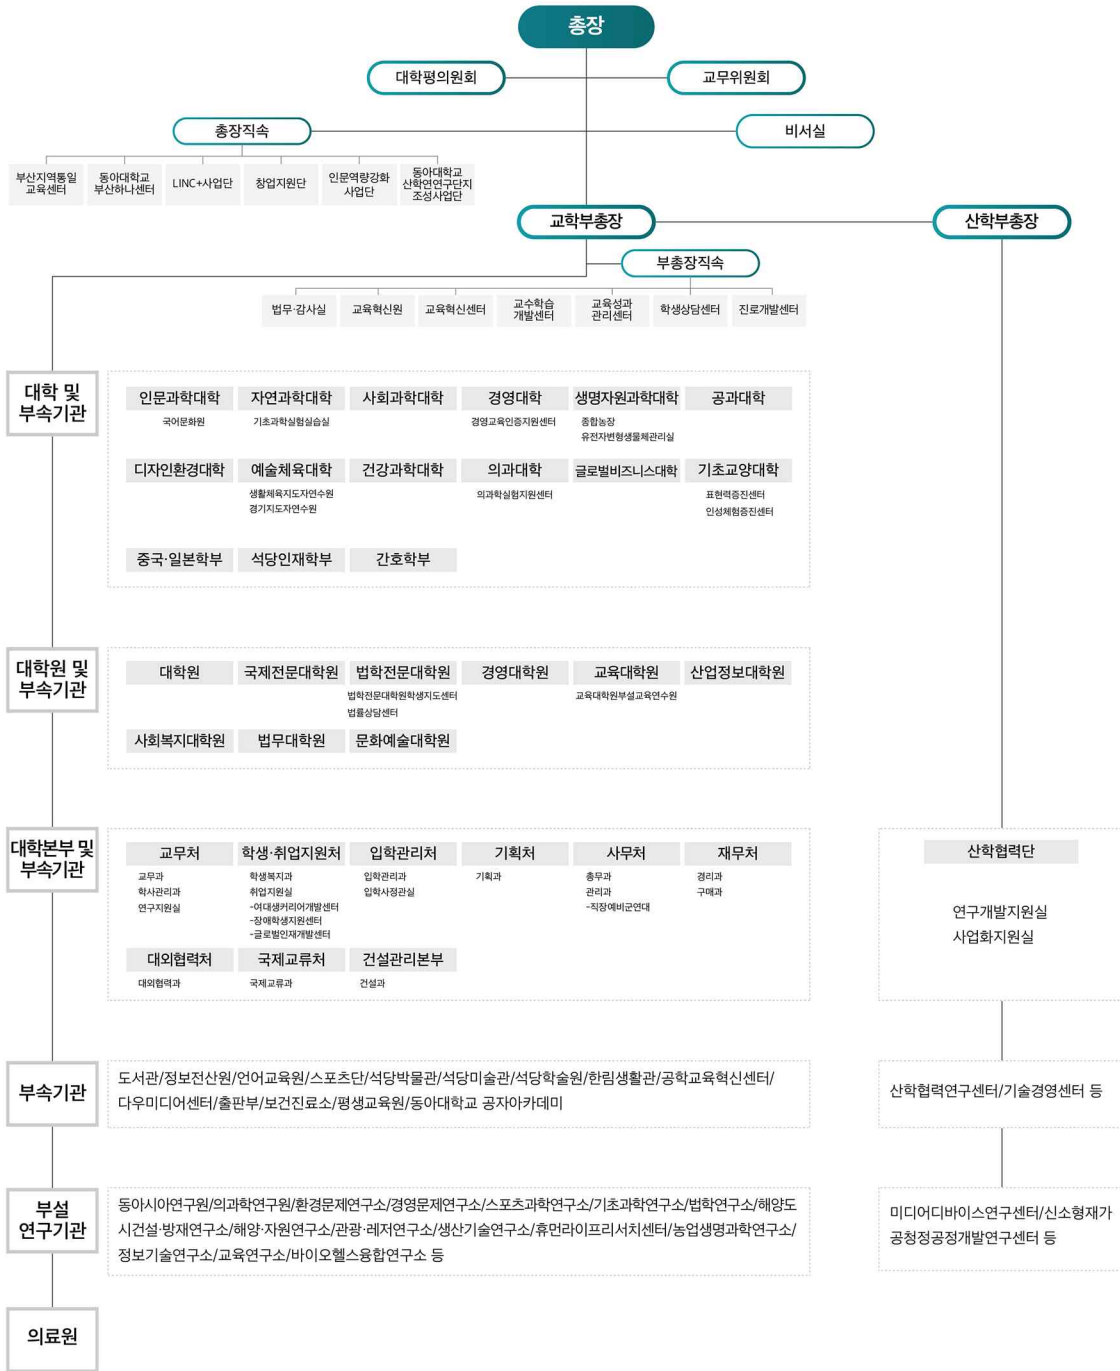 총장
대학평의원회
교무위원회
총장직속
비서실
부산지역통일
교육센터
동아대학교
부산하나센터
LINC+사업단
창업지원단
인문역량강화
사업단
동아대학교
산학연연구단지
조성사업단
교학부총장
산학부총장
부총장직속
법무·감사실
교육혁신원
교육혁신센터
교수학습
개발센터
교육성과
관리센터
학생상담센터
진로개발센터
대학 및
부속기관
인문과학대학
국어문화원
자연과학대학
기초과학실험실습실
사회과학대학
경영대학
경영교육인증지원센터
생명자원과학대학
종합농장
유전자변형생물체관리실
공과대학
디자인환경대학
예술체육대학
생활체육지도자연수원
경기지도자연수원
건강과학대학
의과대학
의과학실험지원센터
글로벌비즈니스대학
기초교양대학
표현력증진센터
인성체험증진센터
중국·일본학부
석당인재학부
간호학부
대학원 및
부속기관
대학원
국제전문대학원
법학전문대학원
법학전문대학원학생지도센터
법률상담센터
경영대학원
교육대학원
교육대학원부설교육연수원
산업정보대학원
사회복지대학원
법무대학원
문화예술대학원
대학본부 및
부속기관
교무처
교무과
학사관리과
연구지원실
학생·취업지원처
학생복지과
취업지원실
-여대생커리어개발센터
-장애학생지원센터
-글로벌인재개발센터
입학관리처
입학관리과
입학사정관실
기획처
기획과
사무처
총무과
관리과
-직장예비군연대
재무처
경리과
구매과
대외협력처
대외협력과
국제교류처
국제교류과
건설관리본부
건설과
산학협력단
연구개발지원실
사업화지원실
부속기관
도서관/정보전산원/언어교육원/스포츠단/석당박물관/석당미술관/석당학술원/한림생활관/공학교육혁신센터/
다우미디어센터/출판부/보건진료소/평생교육원/동아대학교 공자아카데미
산학협력연구센터/기술경영센터 등
부설
연구기관
동아시아연구원/의과학연구원/환경문제연구소/경영문제연구소/스포츠과학연구소/기초과학연구소/법학연구소/해양도
시건설·방재연구소/해양·자원연구소/관광·레저연구소/생산기술연구소/휴먼라이프리서치센터/농업생명과학연구소/
정보기술연구소/교육연구소/바이오헬스융합연구소 등
미디어디바이스연구센터/신소형재가
공청정공정개발연구센터 등
의료원